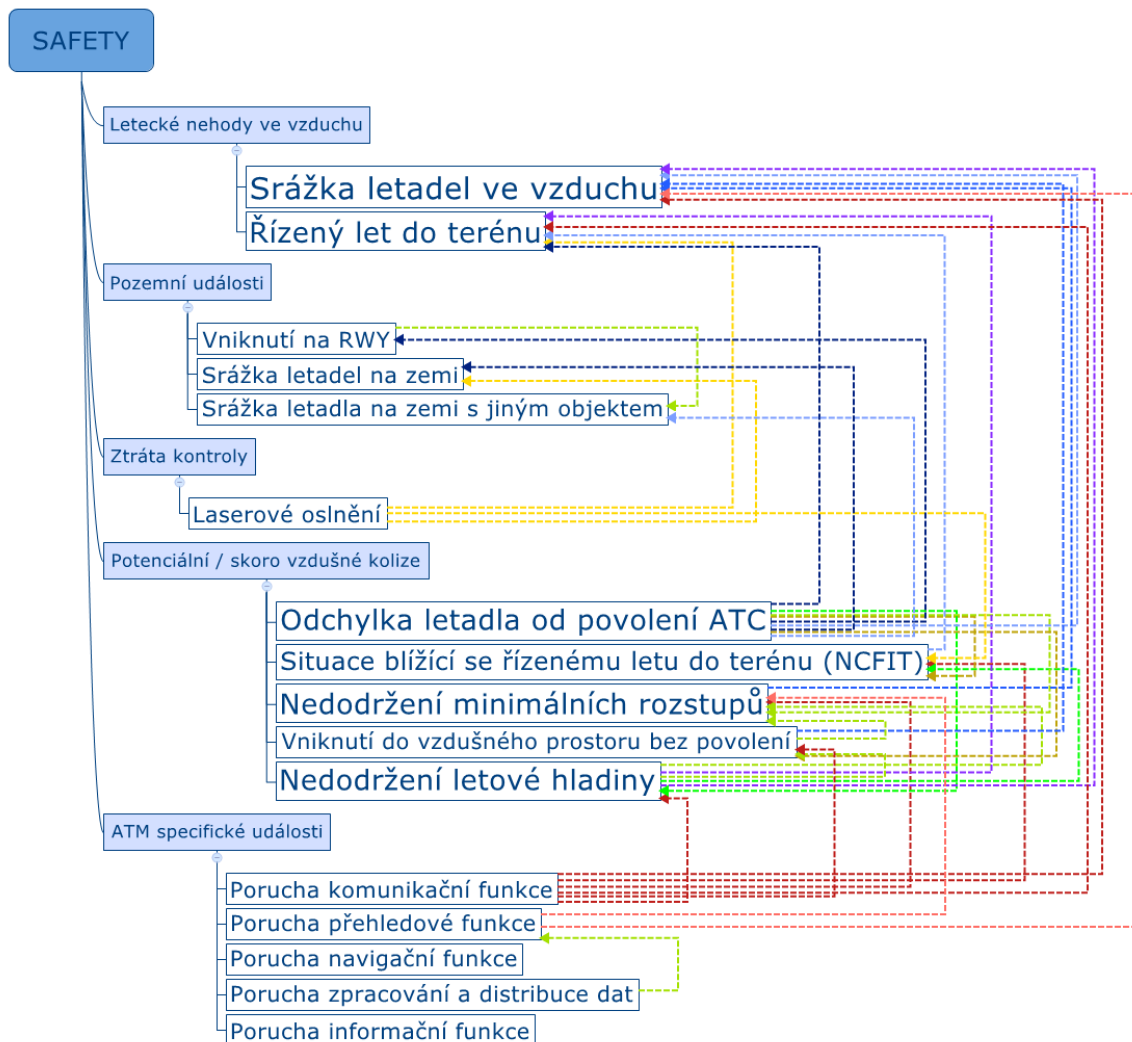 SAFETY
Letecké nehody ve vzduchu
Srážka letadel ve vzduchu
Řízený let do terénu
Pozemní události
Vniknutí na RWY
Srážka letadel na zemi
Srážka letadla na zemi s jiným objektem
Ztráta kontroly
Laserové oslnění
Potenciální / skoro vzdušné kolize
Odchylka letadla od povolení ATC
Situace blížící se řízenému letu do terénu (NCFIT)
Nedodržení minimálních rozstupů
Vniknutí do vzdušného prostoru bez povolení
Nedodržení letové hladiny
ATM specifické události
Porucha komunikační funkce
Porucha přehledové funkce
Porucha navigační funkce
Porucha zpracování a distribuce dat
Porucha informační funkce